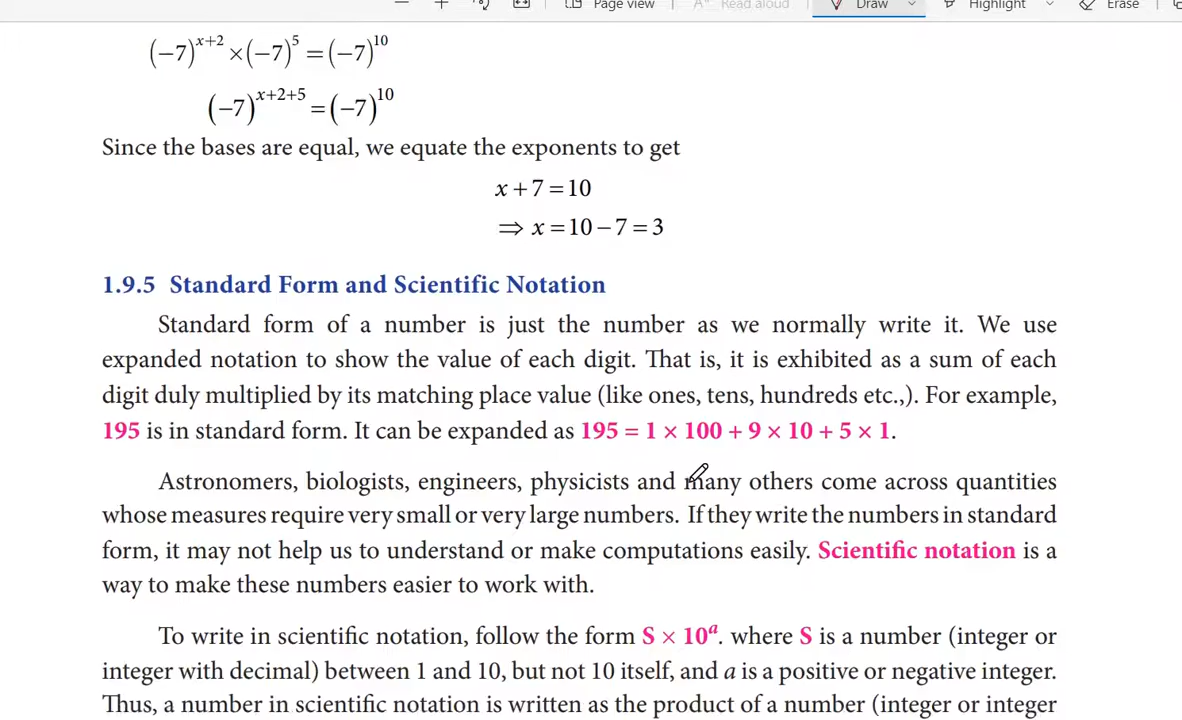 Page view
Read aloud
Draw
Highlight
Erase
(−7)^{x+2} ×(−7)^5 =(−7)^{10}
(−7)^{x+2+5} =(−7)^{10}
Since the bases are equal, we equate the exponents to get
x + 7 = 10
⇒ x = 10 − 7 = 3
1.9.5 Standard Form and Scientific Notation
Standard form of a number is just the number as we normally write it. We use
expanded notation to show the value of each digit. That is, it is exhibited as a sum of each
digit duly multiplied by its matching place value (like ones, tens, hundreds etc.,). For example,
195 is in standard form. It can be expanded as 195 = 1 × 100 + 9 × 10 + 5 × 1.
Astronomers, biologists, engineers, physicists and many others come across quantities
whose measures require very small or very large numbers. If they write the numbers in standard
form, it may not help us to understand or make computations easily. Scientific notation is a
way to make these numbers easier to work with.
To write in scientific notation, follow the form S × 10^a. where S is a number (integer or
integer with decimal) between 1 and 10, but not 10 itself, and a is a positive or negative integer.
Thus, a number in scientific notation is written as the product of a number (integer or integer